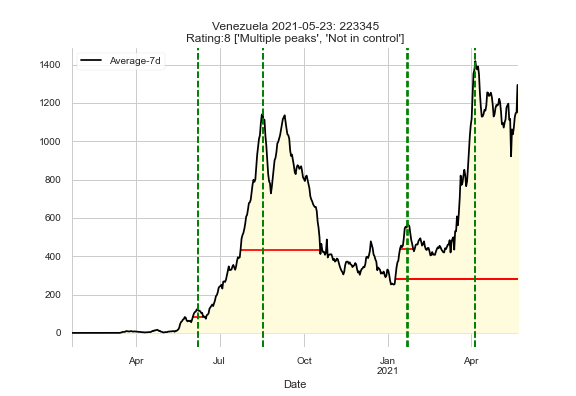 Venezuela 2021-05-23: 223345
Rating:8 ['Multiple peaks', 'Not in control']
Average-7d
1400
1200
1000
800
600
400
200
0
Apr Jul Oct Jan Apr
2021
Date